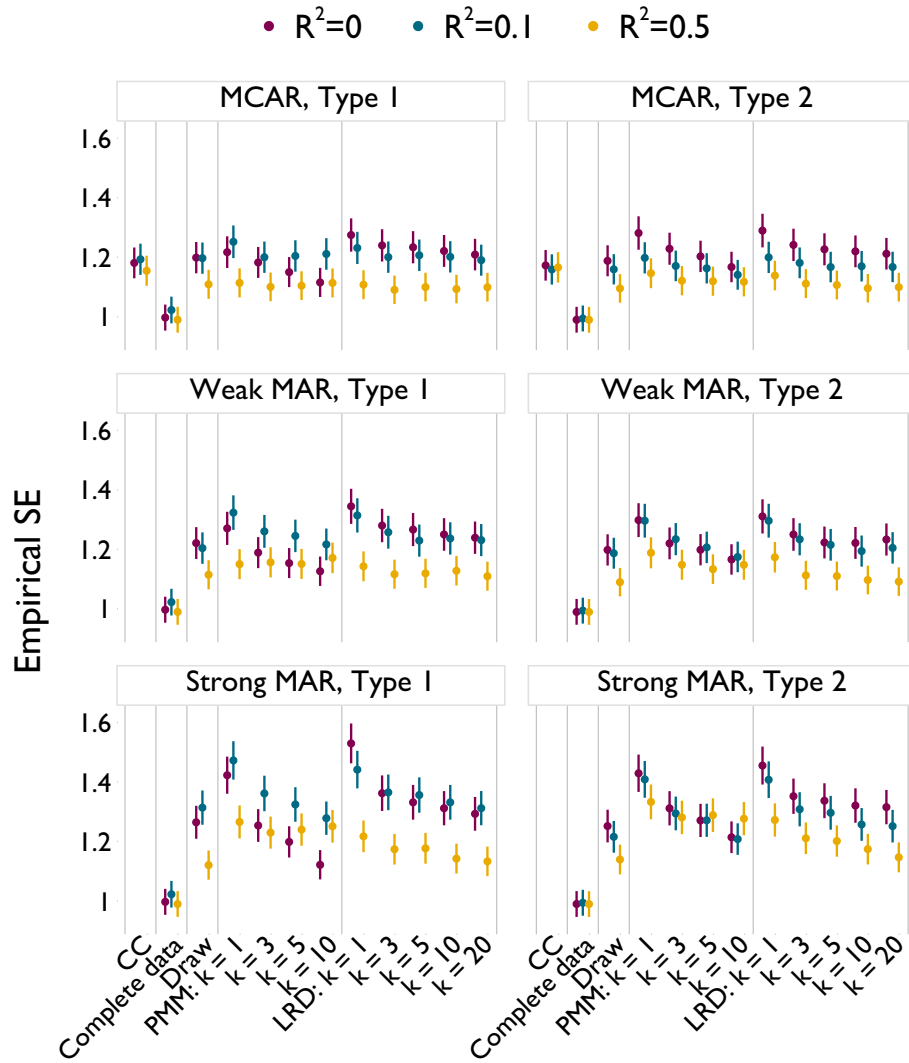 R²=0 R²=0.1 R²=0.5
MCAR, Type 1 MCAR, Type 2
1.6
1.4
1.2
1
Weak MAR, Type 1 Weak MAR, Type 2
1.6
1.4
1.2
1
Strong MAR, Type 1 Strong MAR, Type 2
1.6
1.4
1.2
1
Empirical SE
CC
Complete data
Draw
PMM: k = 1
k = 3
k = 5
k = 10
LRD: k = 1
k = 3
k = 5
k = 10
k = 20
CC
Complete data
Draw
PMM: k = 1
k = 3
k = 5
k = 10
LRD: k = 1
k = 3
k = 5
k = 10
k = 20